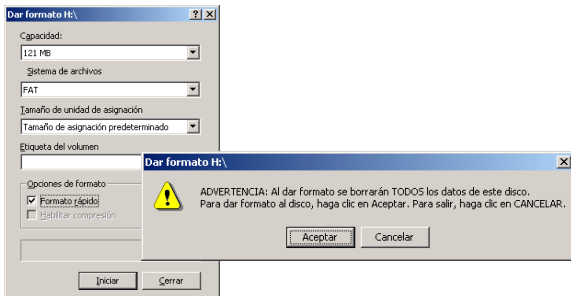 Dar formato H:\
Capacidad:
121 MB
Sistema de archivos
FAT
Tamaño de unidad de asignación
Tamaño de asignación predeterminado
Etiqueta del volumen
Opciones de formato
Formato rápido
Habilitar compresión
Iniciar
Cerrar
Dar formato H:\
ADVERTENCIA: Al dar formato se borrarán TODOS los datos de este disco.
Para dar formato al disco, haga clic en Aceptar. Para salir, haga clic en CANCELAR.
Aceptar
Cancelar